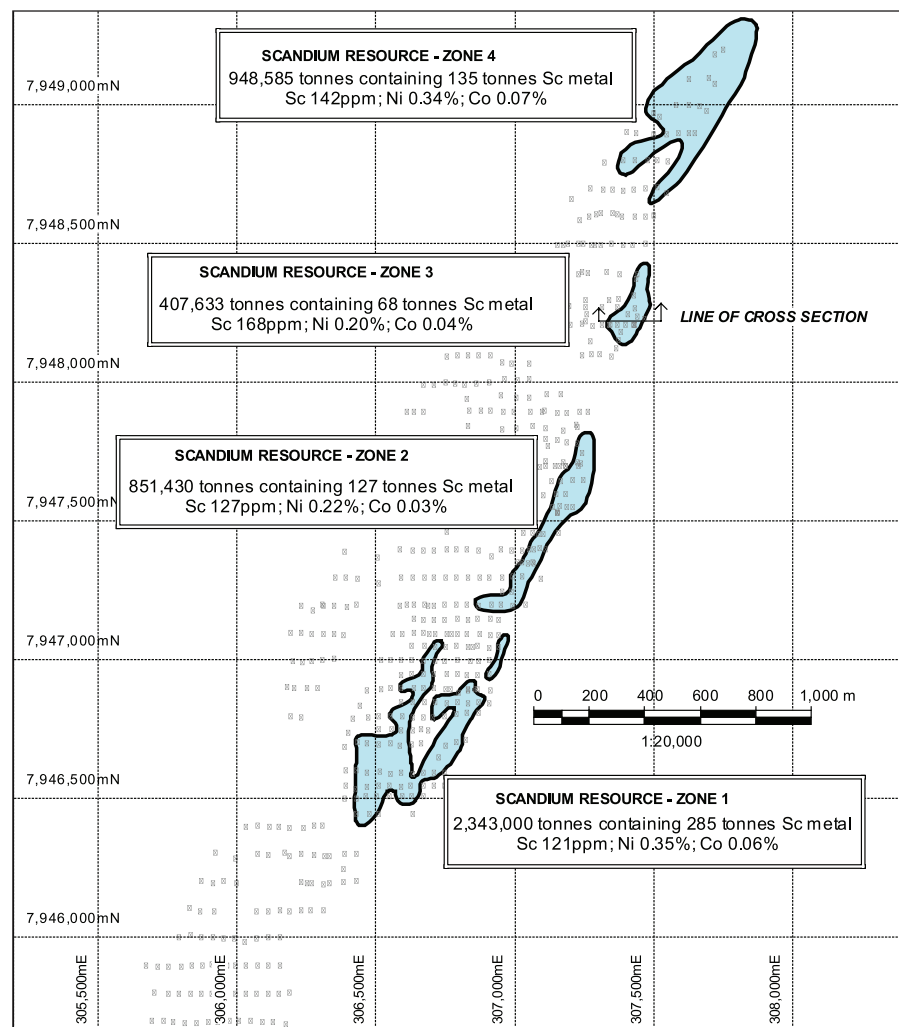 SCANDIUM RESOURCE - ZONE 4
948,585 tonnes containing 135 tonnes Sc metal
Sc 142ppm; Ni 0.34%; Co 0.07%
7,949,000mN
7,948,500mN
SCANDIUM RESOURCE - ZONE 3
407,633 tonnes containing 68 tonnes Sc metal
Sc 168ppm; Ni 0.20%; Co 0.04%
LINE OF CROSS SECTION
7,948,000mN
SCANDIUM RESOURCE - ZONE 2
851,430 tonnes containing 127 tonnes Sc metal
Sc 127ppm; Ni 0.22%; Co 0.03%
7,947,500mN
7,947,000mN
0 200 400 600 800 1,000 m
1:20,000
7,946,500mN
SCANDIUM RESOURCE - ZONE 1
2,343,000 tonnes containing 285 tonnes Sc metal
Sc 121ppm; Ni 0.35%; Co 0.06%
7,946,000mN
305,500mE
306,000mE
306,500mE
307,000mE
307,500mE
308,000mE